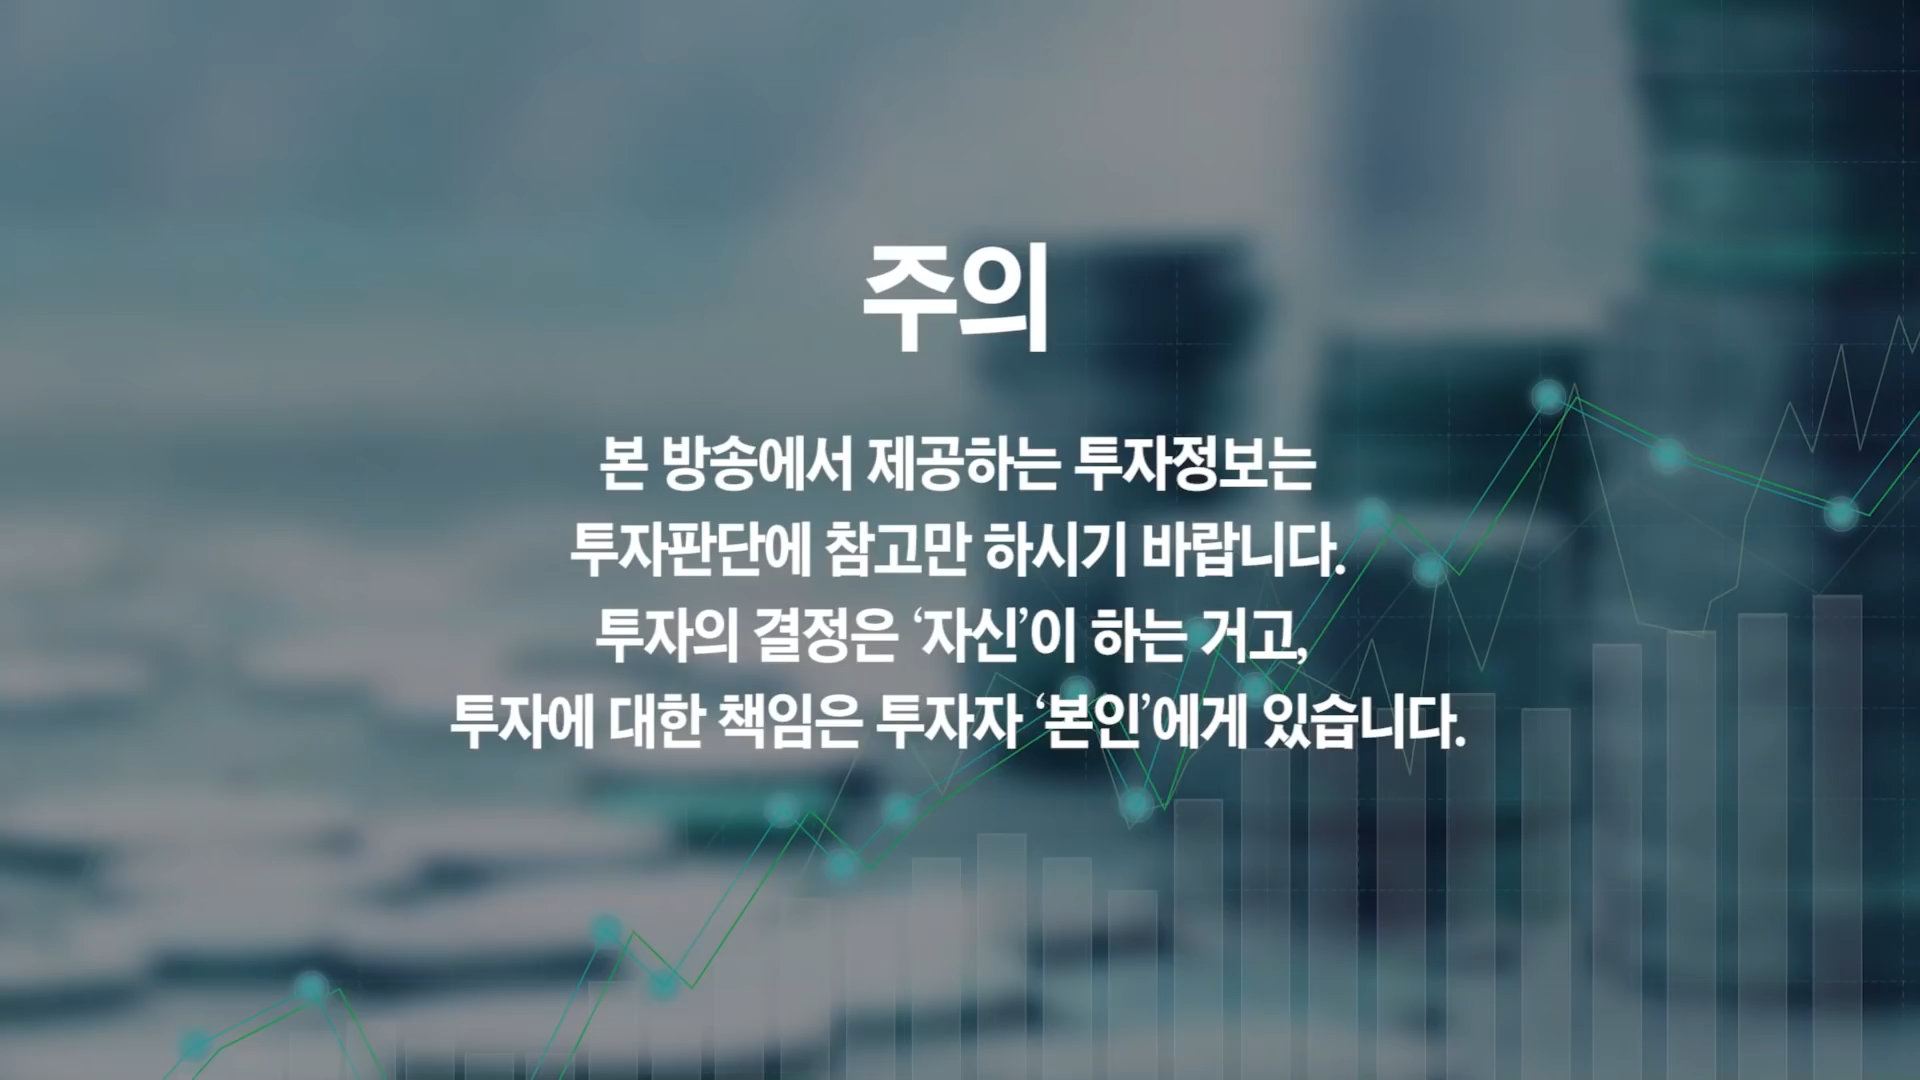 주의
본 방송에서 제공하는 투자정보는
투자판단에 참고만 하시기 바랍니다.
투자의 결정은 ‘자신’이 하는 거고,
투자에 대한 책임은 투자자 ‘본인’에게 있습니다.